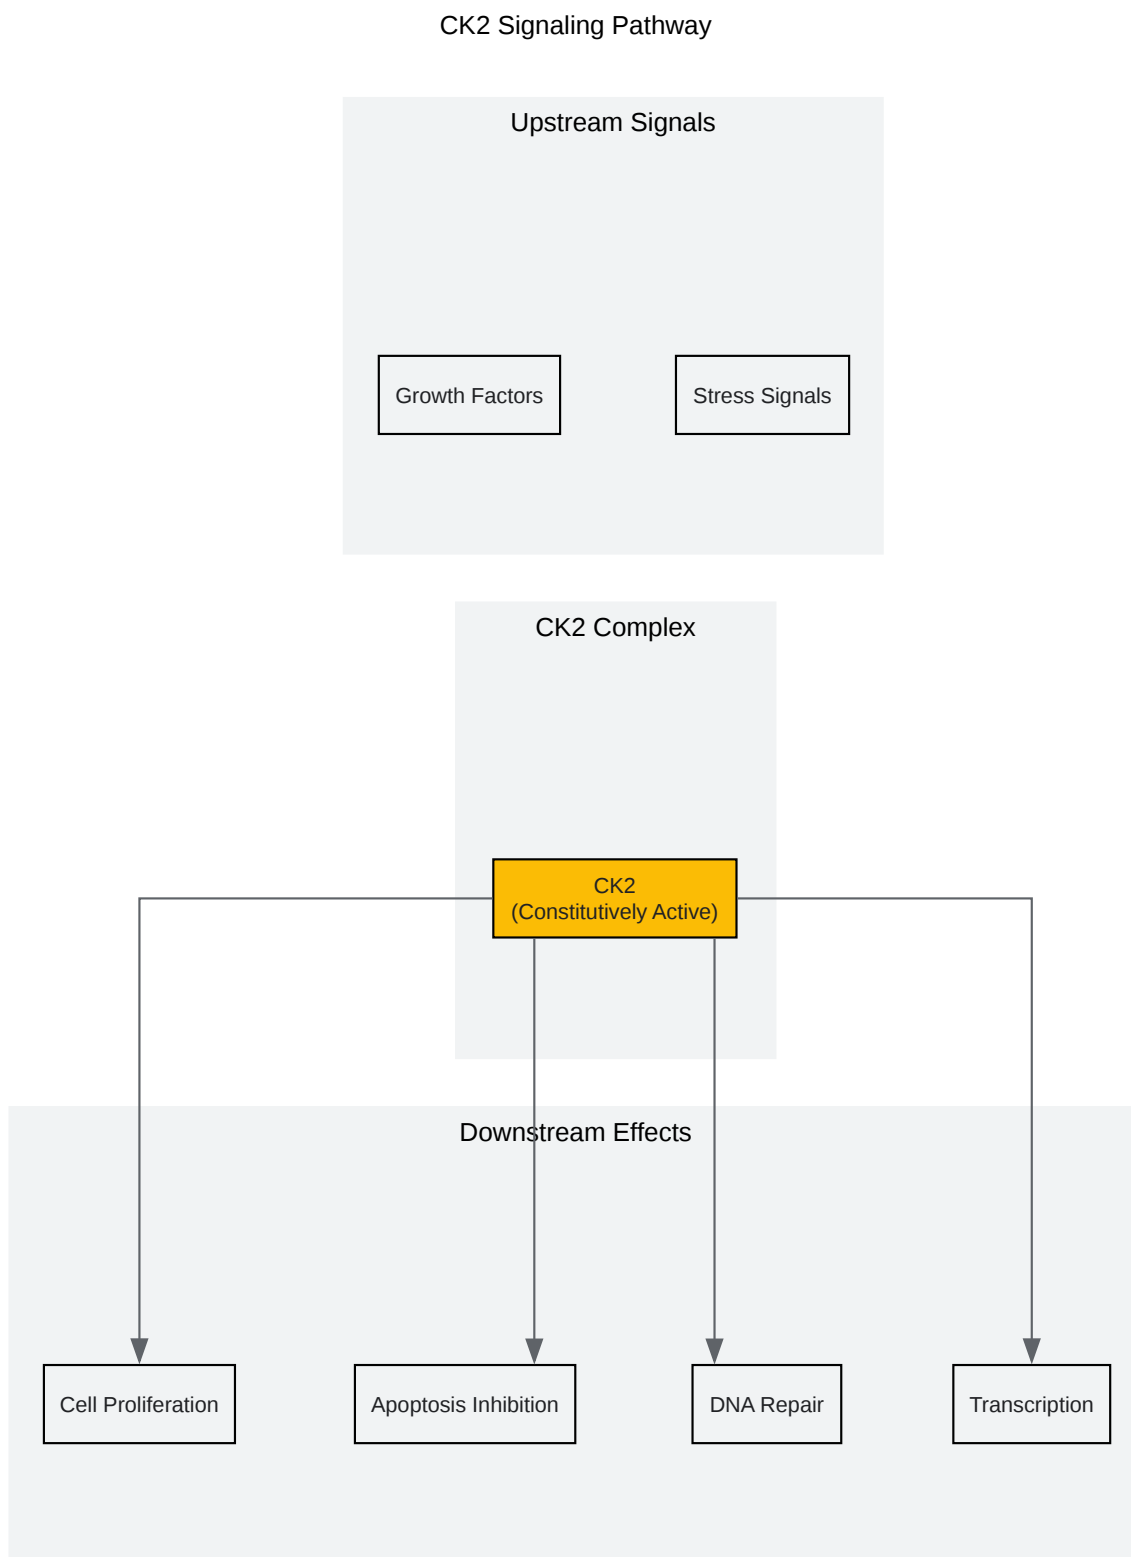 CK2 Signaling Pathway
Upstream Signals
Growth Factors
Stress Signals
CK2 Complex
CK2
(Constitutively Active)
Downstream Effects
Cell Proliferation
Apoptosis Inhibition
DNA Repair
Transcription